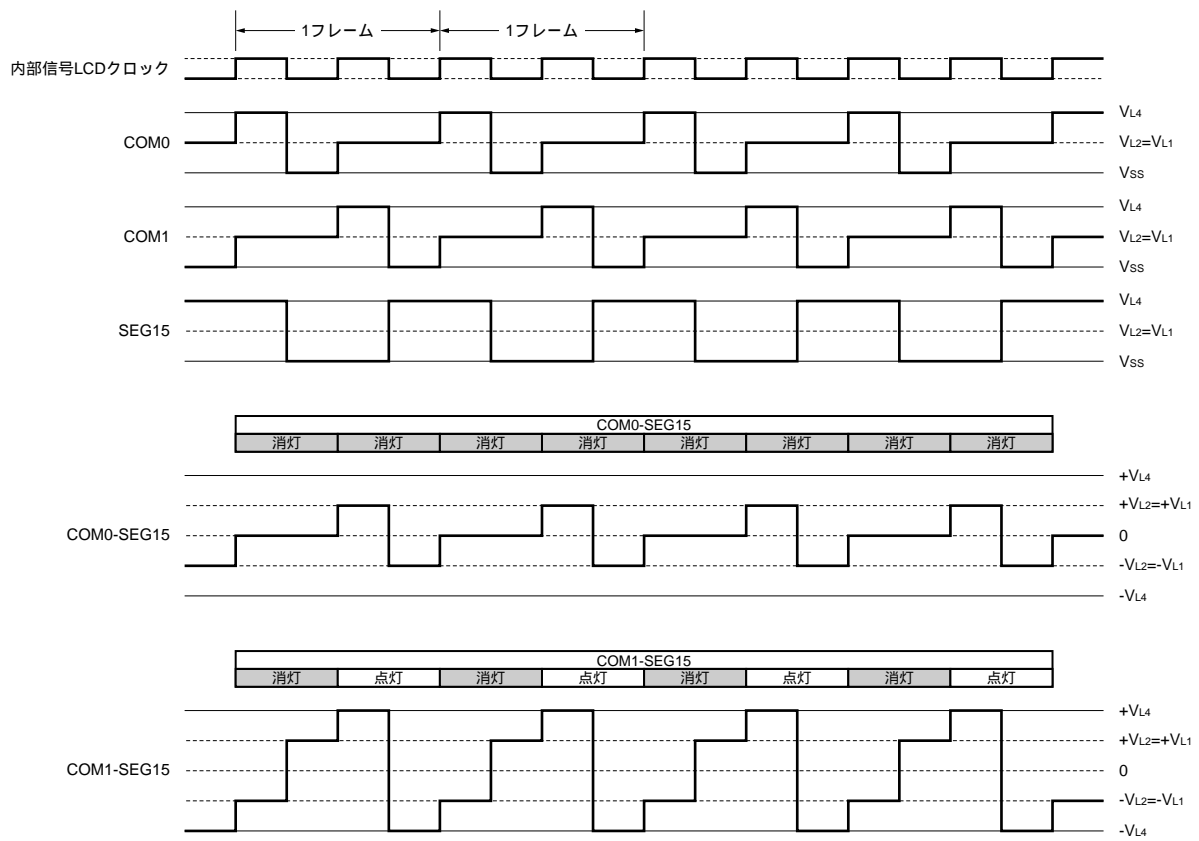 1フレーム 1フレーム
内部信号LCDクロック
COM0
VL4
VL2=VL1
VSS
COM1
VL4
VL2=VL1
VSS
SEG15
VL4
VL2=VL1
VSS
COM0-SEG15
消灯 消灯 消灯 消灯 消灯 消灯 消灯 消灯
COM0-SEG15
+VL4
+VL2=+VL1
0
-VL2=-VL1
-VL4
COM1-SEG15
消灯 点灯 消灯 点灯 消灯 点灯 消灯 点灯
COM1-SEG15
+VL4
+VL2=+VL1
0
-VL2=-VL1
-VL4